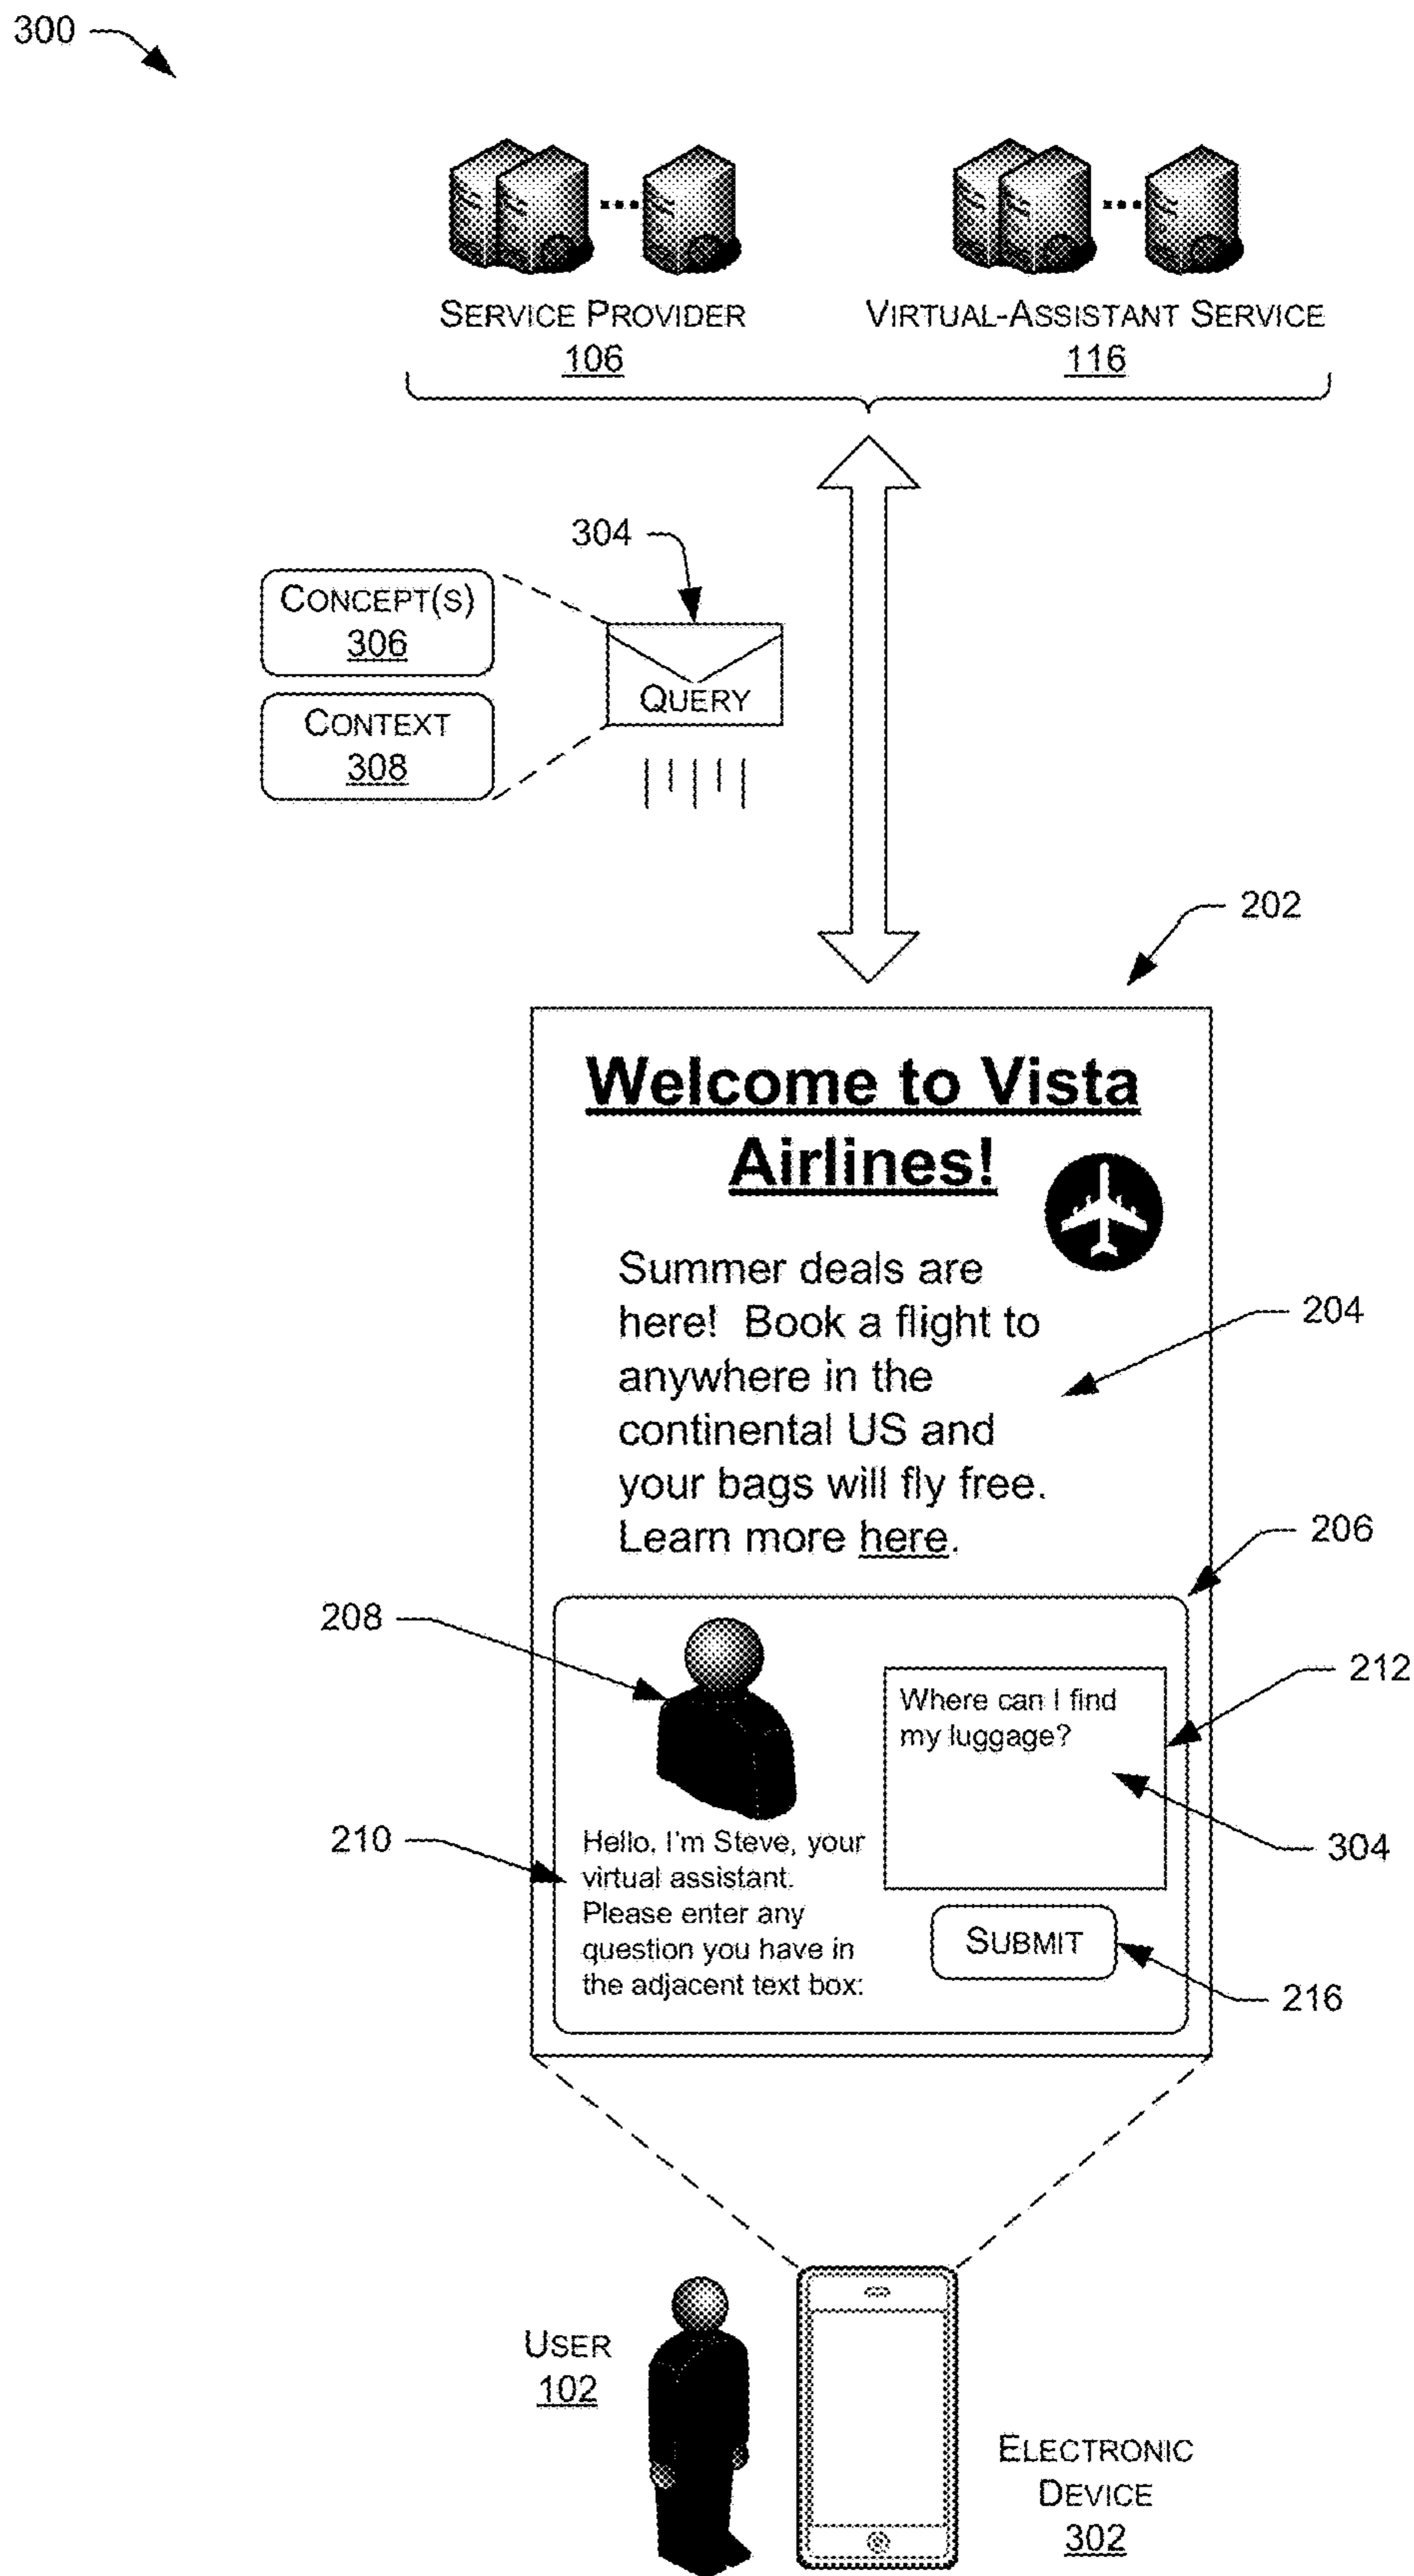 300
SERVICE PROVIDER
106
VIRTUAL-ASSISTANT SERVICE
116
304
CONCEPT(S)
306
CONTEXT
308
QUERY
202
Welcome to Vista
Airlines!
Summer deals are
here! Book a flight to
anywhere in the
continental US and
your bags will fly free.
Learn more here.
204
206
208
212
Where can I find
my luggage?
210
Hello, I'm Steve, your
virtual assistant.
Please enter any
question you have in
the adjacent text box:
304
SUBMIT
216
USER
102
ELECTRONIC
DEVICE
302